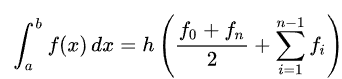 ∫_a^b f(x) dx = h ( (f_0 + f_n)/2 + ∑_{i=1}^{n−1} f_i )